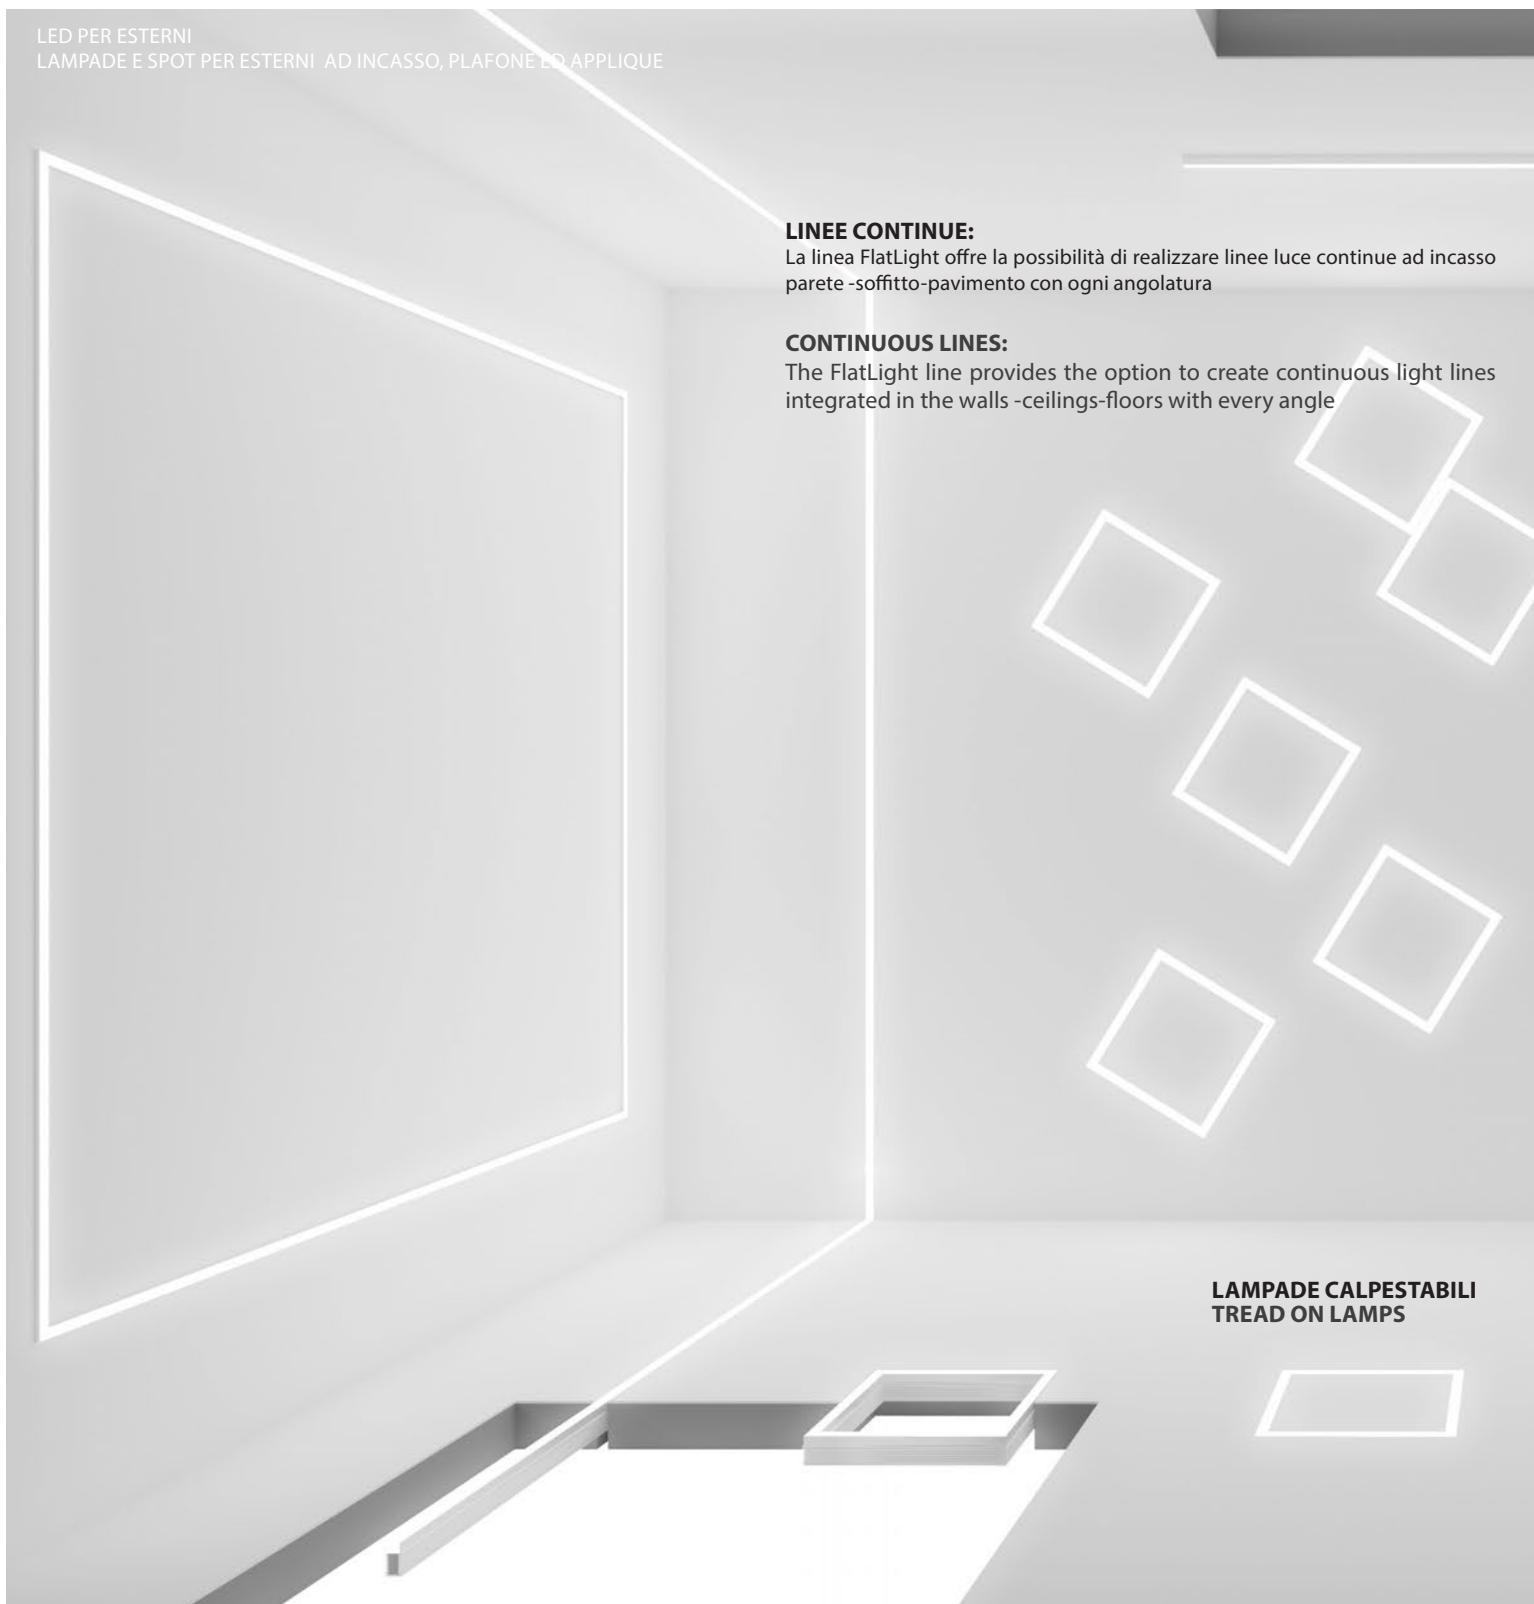 LED PER ESTERNI
LAMPADE E SPOT PER ESTERNI  AD INCASSO, PLAFONE ED APPLIQUE
LINEE CONTINUE:
La linea FlatLight offre la possibilità di realizzare linee luce continue ad incasso
parete -soffitto-pavimento con ogni angolatura
CONTINUOUS LINES:
The FlatLight line provides the option to create continuous light lines
integrated in the walls -ceilings-floors with every angle
LAMPADE CALPESTABILI
TREAD ON LAMPS